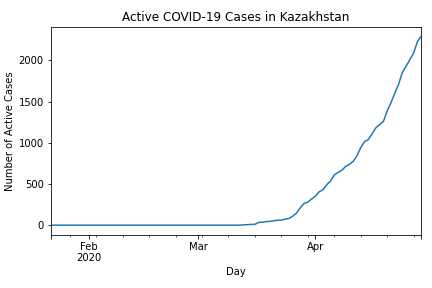 Active COVID-19 Cases in Kazakhstan
Number of Active Cases
2000
1500
1000
500
0
Feb
2020
Mar
Apr
Day